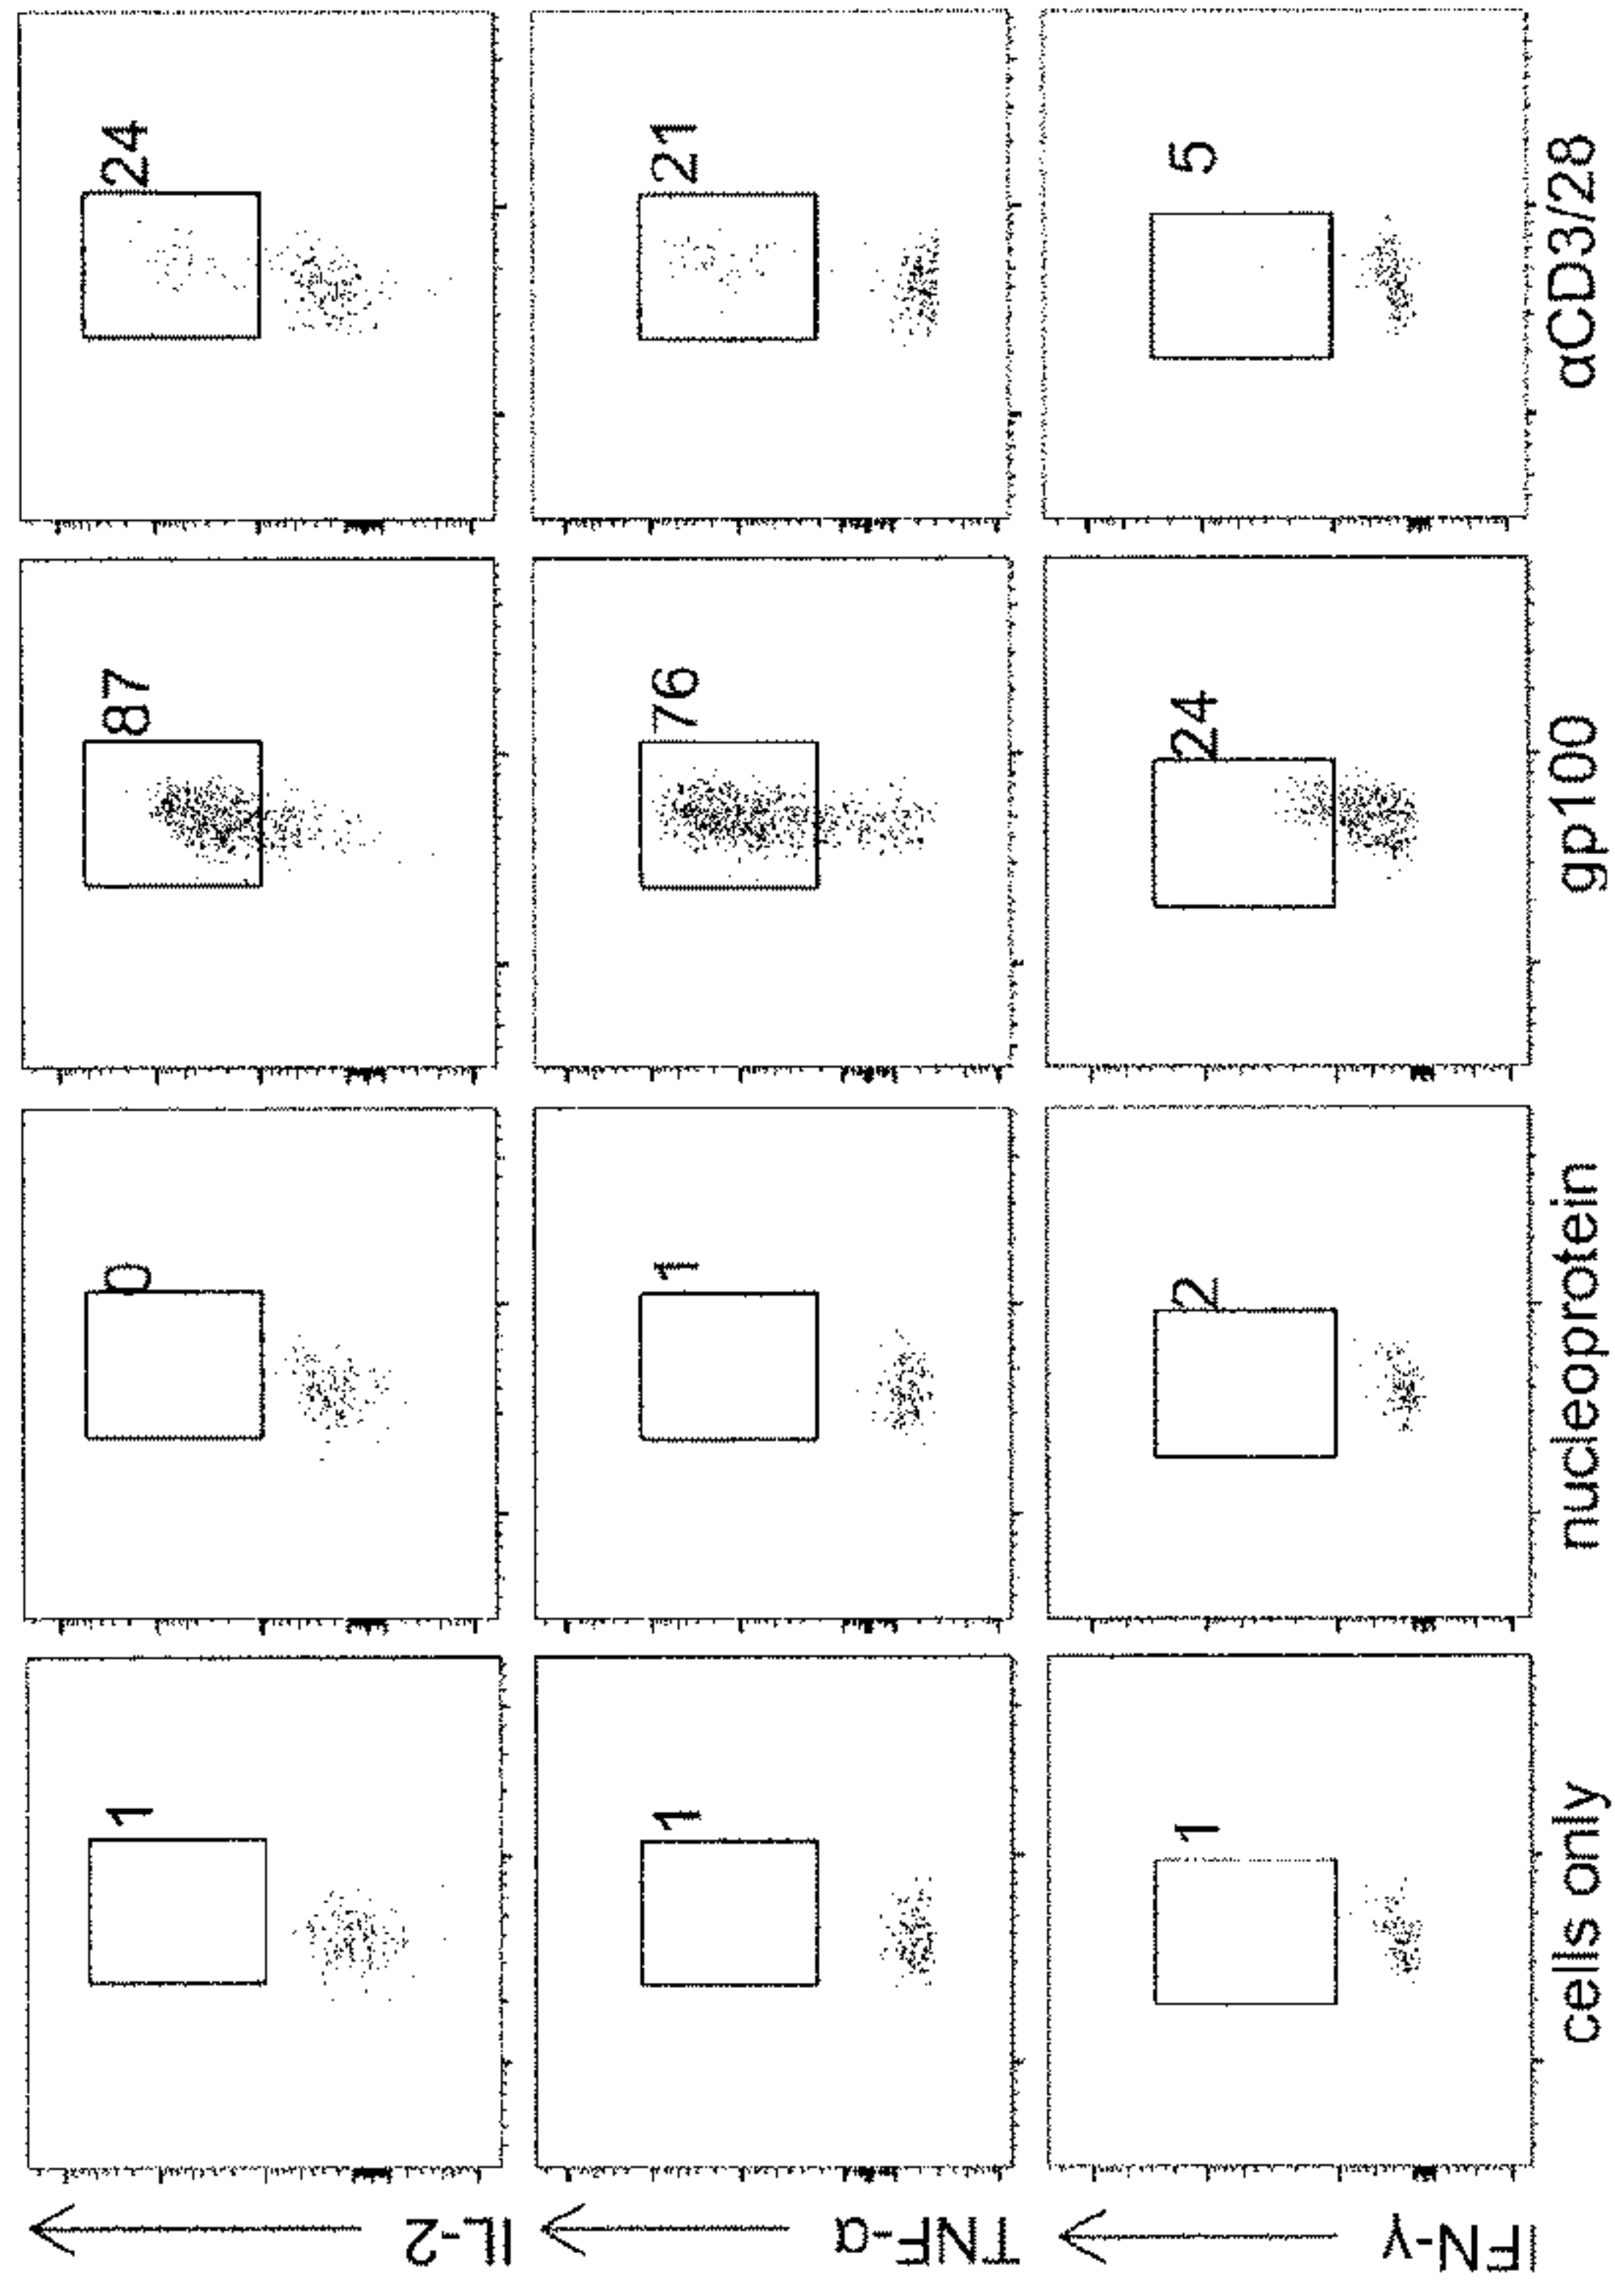 IL-2
1
0
87
24
TNF-α
1
1
76
21
IFN-γ
1
2
24
5
cells only
nucleoprotein
gp100
αCD3/28